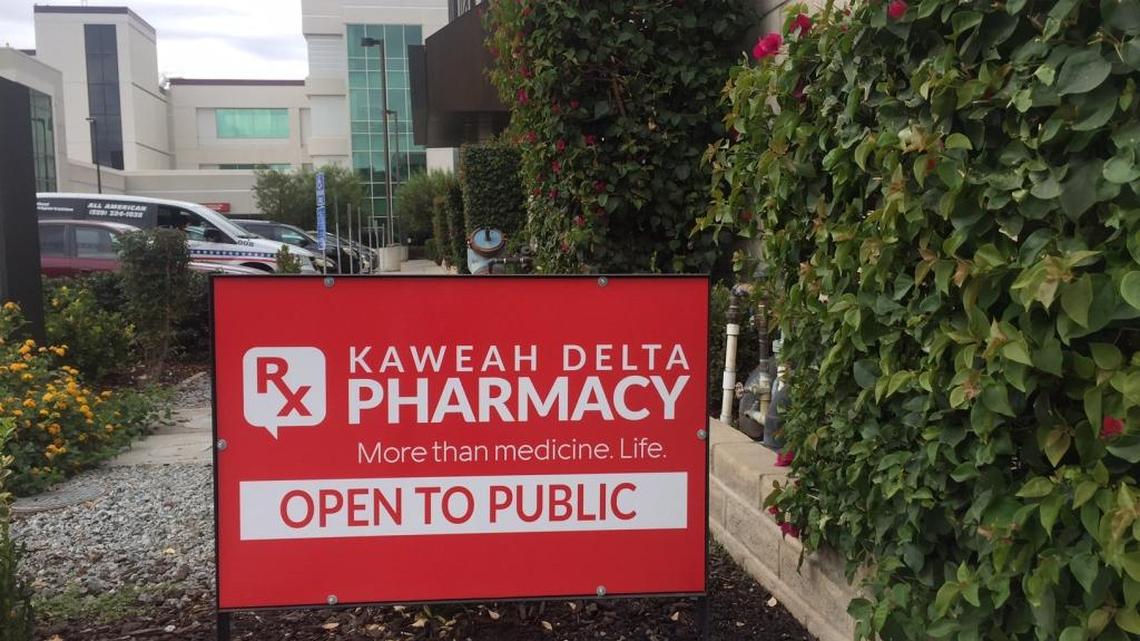 ALL AMERICAN
Rx
KAWEAH DELTA
PHARMACY
More than medicine. Life.
OPEN TO PUBLIC